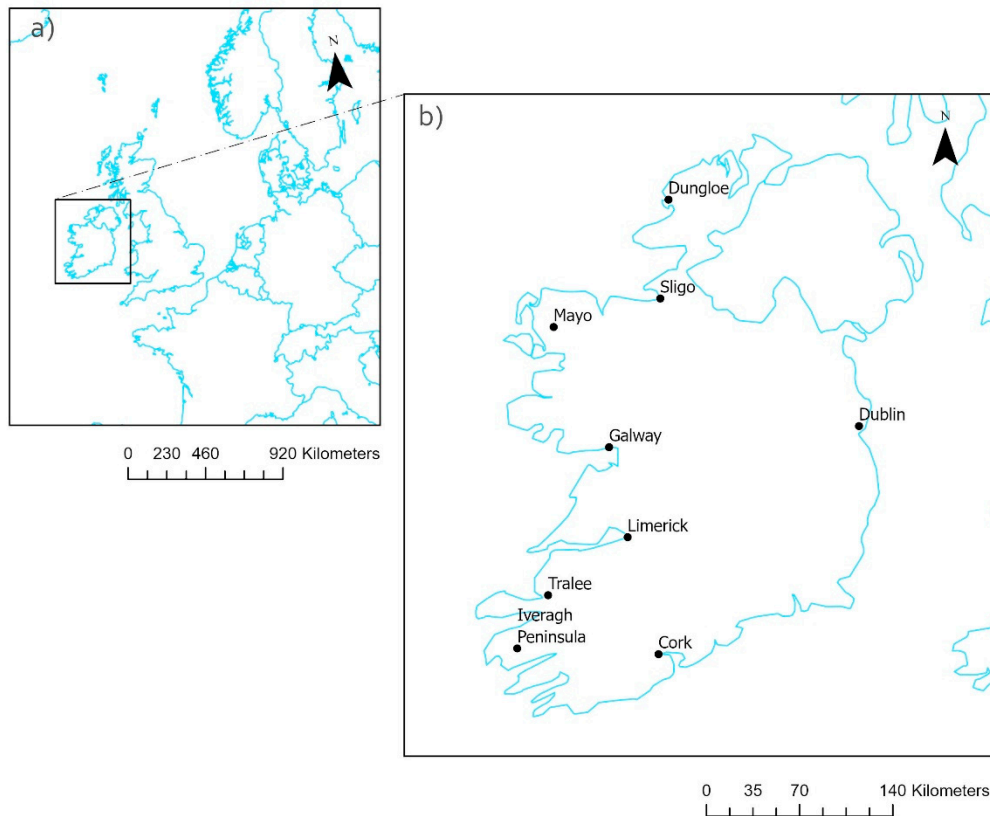 a)
N
0 230 460 920 Kilometers
b)
N
Dungloe
Sligo
Mayo
Dublin
Galway
Limerick
Tralee
Iveragh
Peninsula
Cork
0 35 70 140 Kilometers